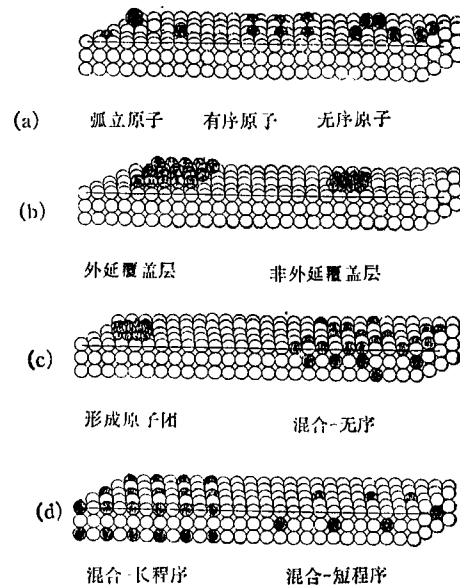 (a) 孤立原子 有序原子 无序原子
(b)
外延覆盖层 非外延覆盖层
(c)
形成原子团 混合-无序
(d)
混合-长程序 混合-短程序